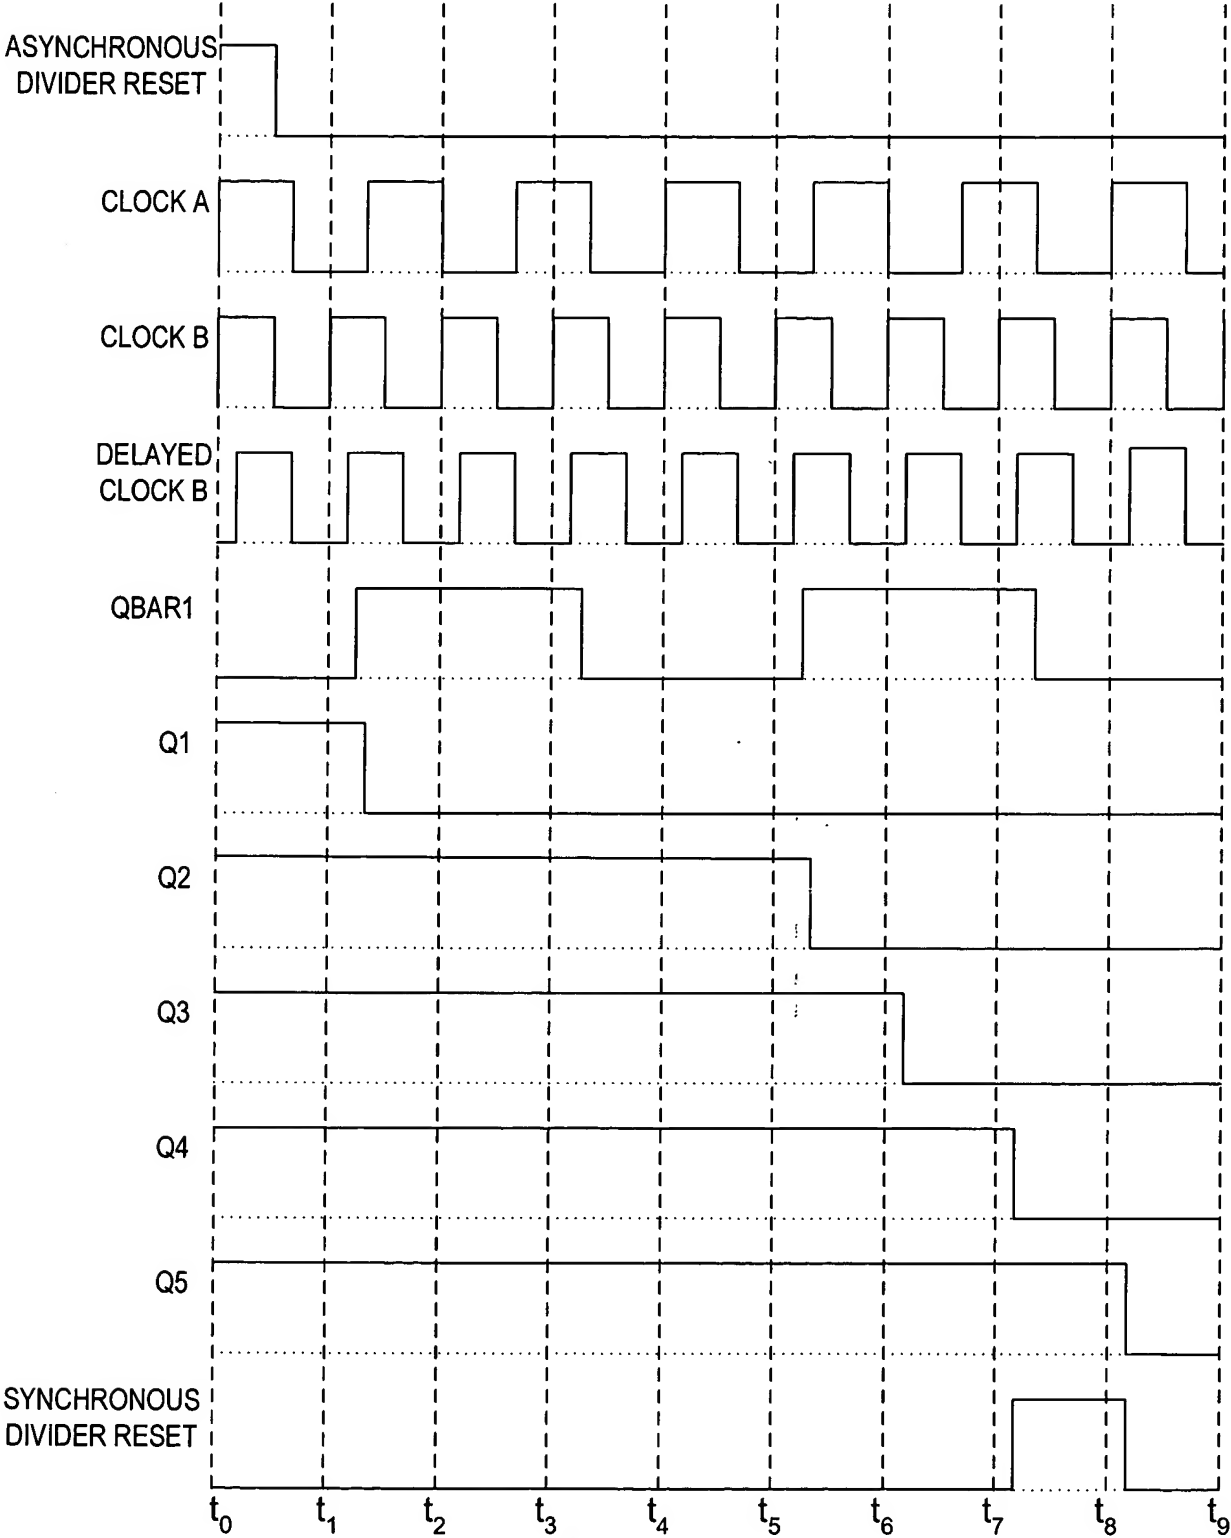 ASYNCHRONOUS
DIVIDER RESET
CLOCK A
CLOCK B
DELAYED
CLOCK B
QBAR1
Q1
Q2
Q3
Q4
Q5
SYNCHRONOUS
DIVIDER RESET
t0 t1 t2 t3 t4 t5 t6 t7 t8 t9